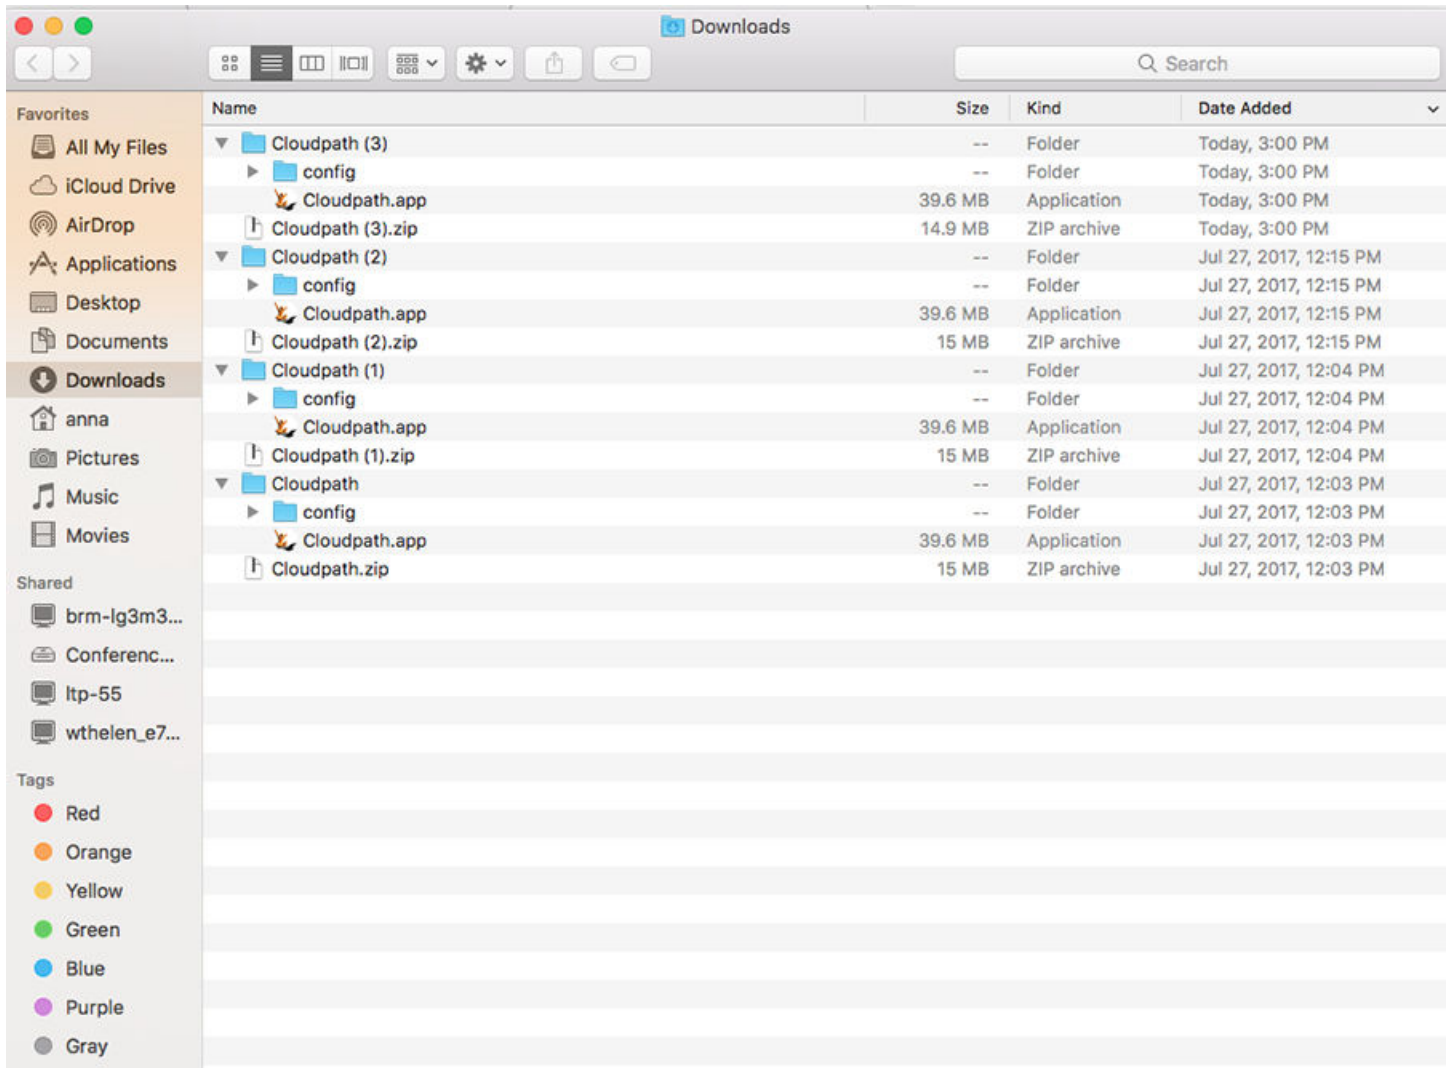 Downloads
Search
Favorites
All My Files
iCloud Drive
AirDrop
Applications
Desktop
Documents
Downloads
anna
Pictures
Music
Movies
Shared
brm-lg3m3...
Conferenc...
ltp-55
wthelen_e7...
Tags
Red
Orange
Yellow
Green
Blue
Purple
Gray
Name Size Kind Date Added
Cloudpath (3) -- Folder Today, 3:00 PM
config -- Folder Today, 3:00 PM
Cloudpath.app 39.6 MB Application Today, 3:00 PM
Cloudpath (3).zip 14.9 MB ZIP archive Today, 3:00 PM
Cloudpath (2) -- Folder Jul 27, 2017, 12:15 PM
config -- Folder Jul 27, 2017, 12:15 PM
Cloudpath.app 39.6 MB Application Jul 27, 2017, 12:15 PM
Cloudpath (2).zip 15 MB ZIP archive Jul 27, 2017, 12:15 PM
Cloudpath (1) -- Folder Jul 27, 2017, 12:04 PM
config -- Folder Jul 27, 2017, 12:04 PM
Cloudpath.app 39.6 MB Application Jul 27, 2017, 12:04 PM
Cloudpath (1).zip 15 MB ZIP archive Jul 27, 2017, 12:04 PM
Cloudpath -- Folder Jul 27, 2017, 12:03 PM
config -- Folder Jul 27, 2017, 12:03 PM
Cloudpath.app 39.6 MB Application Jul 27, 2017, 12:03 PM
Cloudpath.zip 15 MB ZIP archive Jul 27, 2017, 12:03 PM